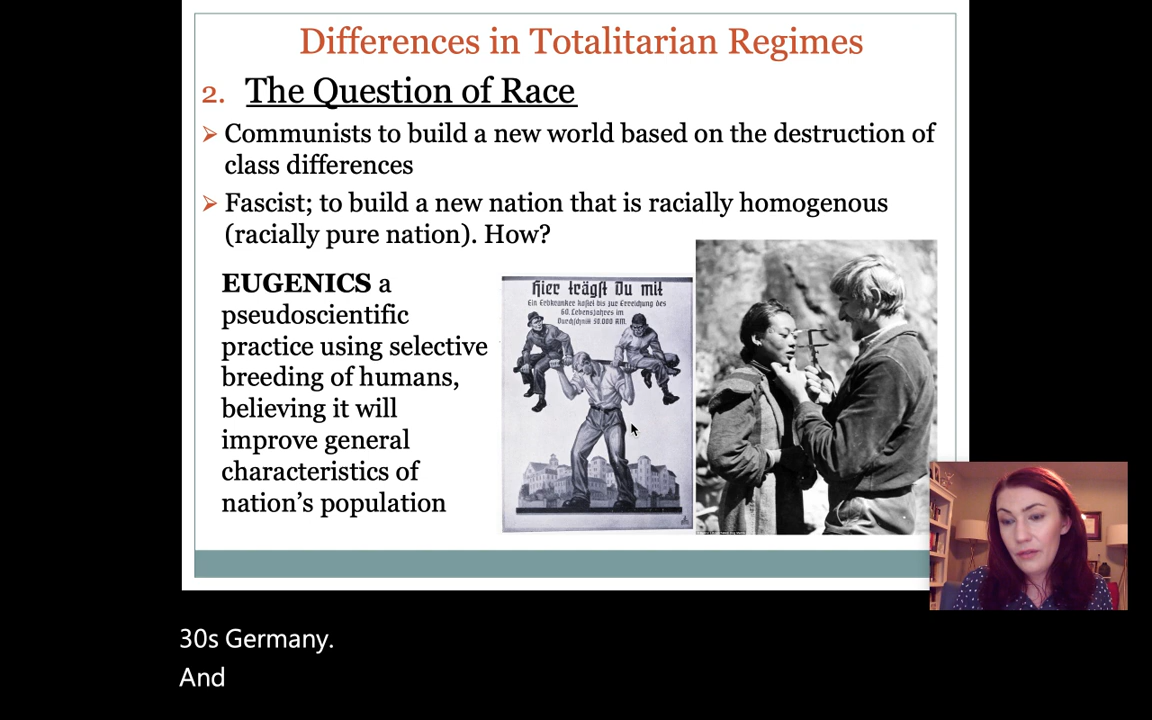 Differences in Totalitarian Regimes
2. The Question of Race
Communists to build a new world based on the destruction of
class differences
Fascist; to build a new nation that is racially homogenous
(racially pure nation). How?
EUGENICS a
pseudoscientific
practice using selective
breeding of humans,
believing it will
improve general
characteristics of
nation's population
Hier trägst Du mit
Ein Erbkranker kostet bis zur Erreichung des
60. Lebensjahres im
Durchschnitt 50.000 RM.
30s Germany.
And